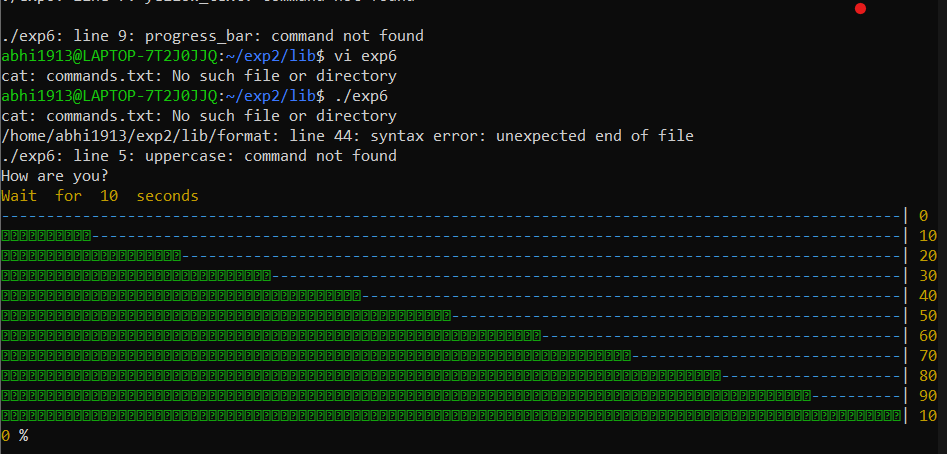 command not found
./exp6: line 9: progress_bar: command not found
abhi1913@LAPTOP-7T2J0JJQ:~/exp2/lib$ vi exp6
cat: commands.txt: No such file or directory
abhi1913@LAPTOP-7T2J0JJQ:~/exp2/lib$ ./exp6
cat: commands.txt: No such file or directory
/home/abhi1913/exp2/lib/format: line 44: syntax error: unexpected end of file
./exp6: line 5: uppercase: command not found
How are you?
Wait for 10 seconds
| 0
| 10
| 20
| 30
| 40
| 50
| 60
| 70
| 80
| 90
| 10
0 %